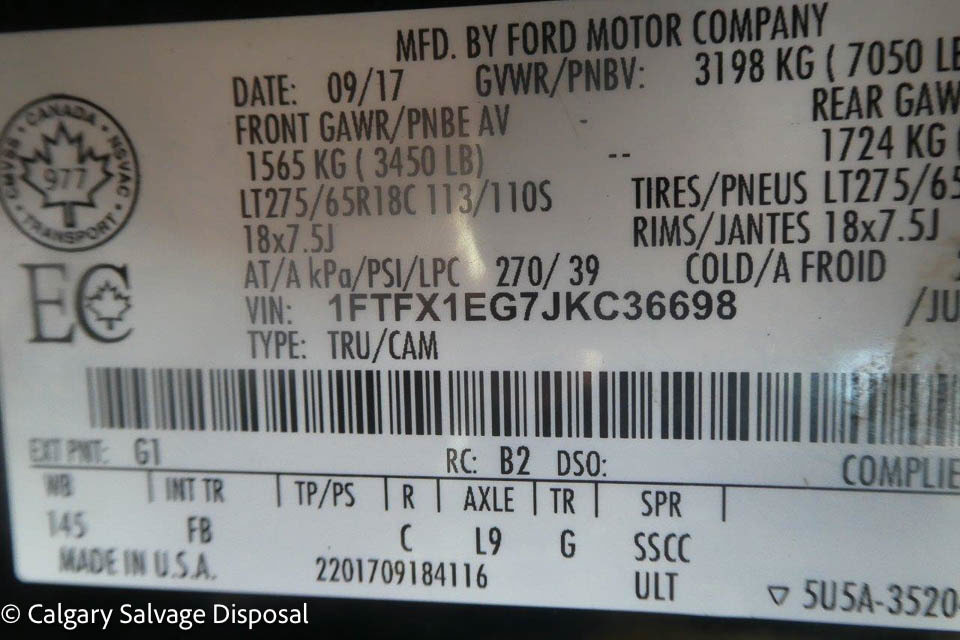 MFD. BY FORD MOTOR COMPANY
DATE: 09/17 GVWR/PNBV: 3198 KG ( 7050 LB
FRONT GAWR/PNBE AV - REAR GAW
1565 KG ( 3450 LB) -- 1724 KG (
LT275/65R18C 113/110S TIRES/PNEUS LT275/65
18x7.5J RIMS/JANTES 18x7.5J
AT/A kPa/PSI/LPC 270/ 39 COLD/A FROID
VIN: 1FTFX1EG7JKC36698 /JU
TYPE: TRU/CAM
CANADA
CMVSS 977 NSVAC
TRANSPORT
EC
EXT PNT: G1 RC: B2 DSO: COMPLIE
WB | INT TR | TP/PS | R | AXLE | TR | SPR |
145 FB C L9 G SSCC
MADE IN U.S.A. 2201709184116 ULT ▽ 5U5A-3520
© Calgary Salvage Disposal